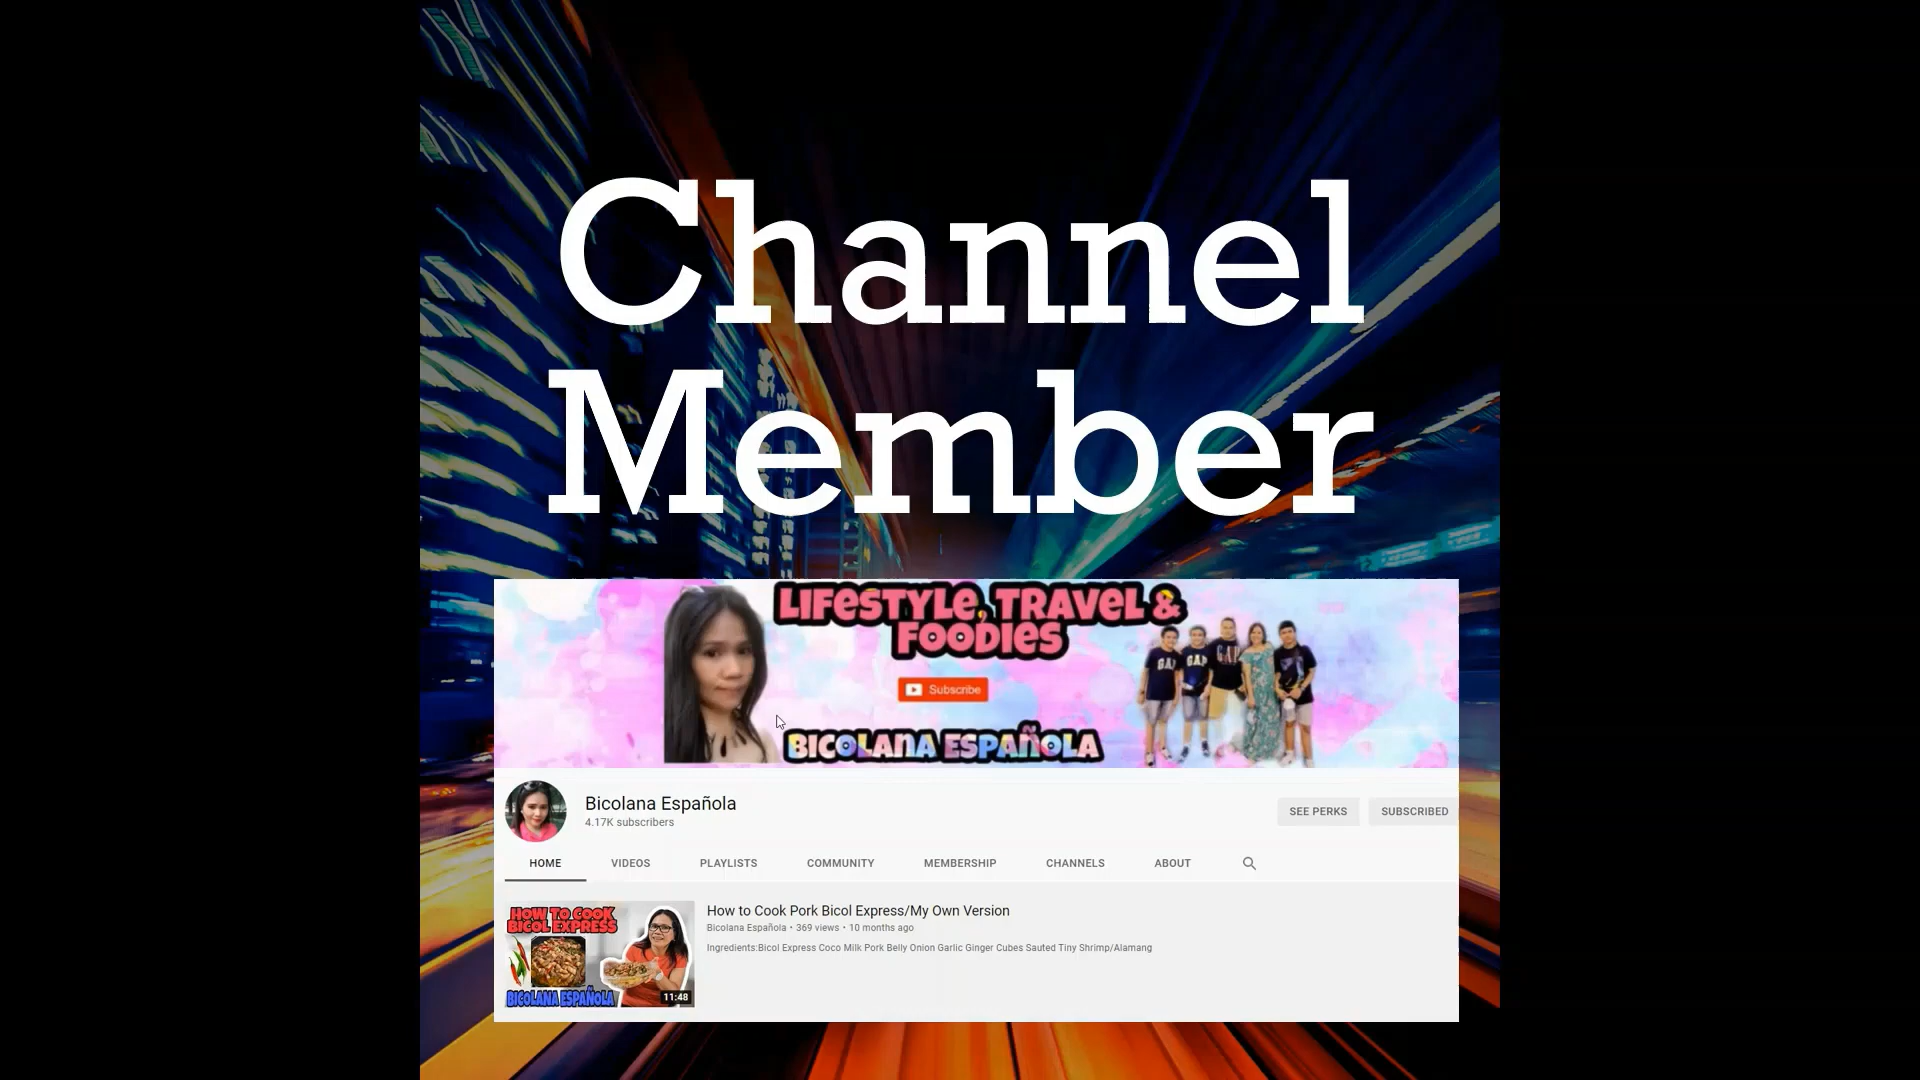 Channel
Member
LIFESTYLE, TRAVEL &
FOODIES
GAP
GAP
GAP
Subscribe
BICOLANA ESPAÑOLA
Bicolana Española
4.17K subscribers
SEE PERKS
SUBSCRIBED
HOME
VIDEOS
PLAYLISTS
COMMUNITY
MEMBERSHIP
CHANNELS
ABOUT
HOW TO COOK
BICOL EXPRESS
BICOLANA ESPAÑOLA
11:48
How to Cook Pork Bicol Express/My Own Version
Bicolana Española • 369 views • 10 months ago
Ingredients:Bicol Express Coco Milk Pork Belly Onion Garlic Ginger Cubes Sauted Tiny Shrimp/Alamang